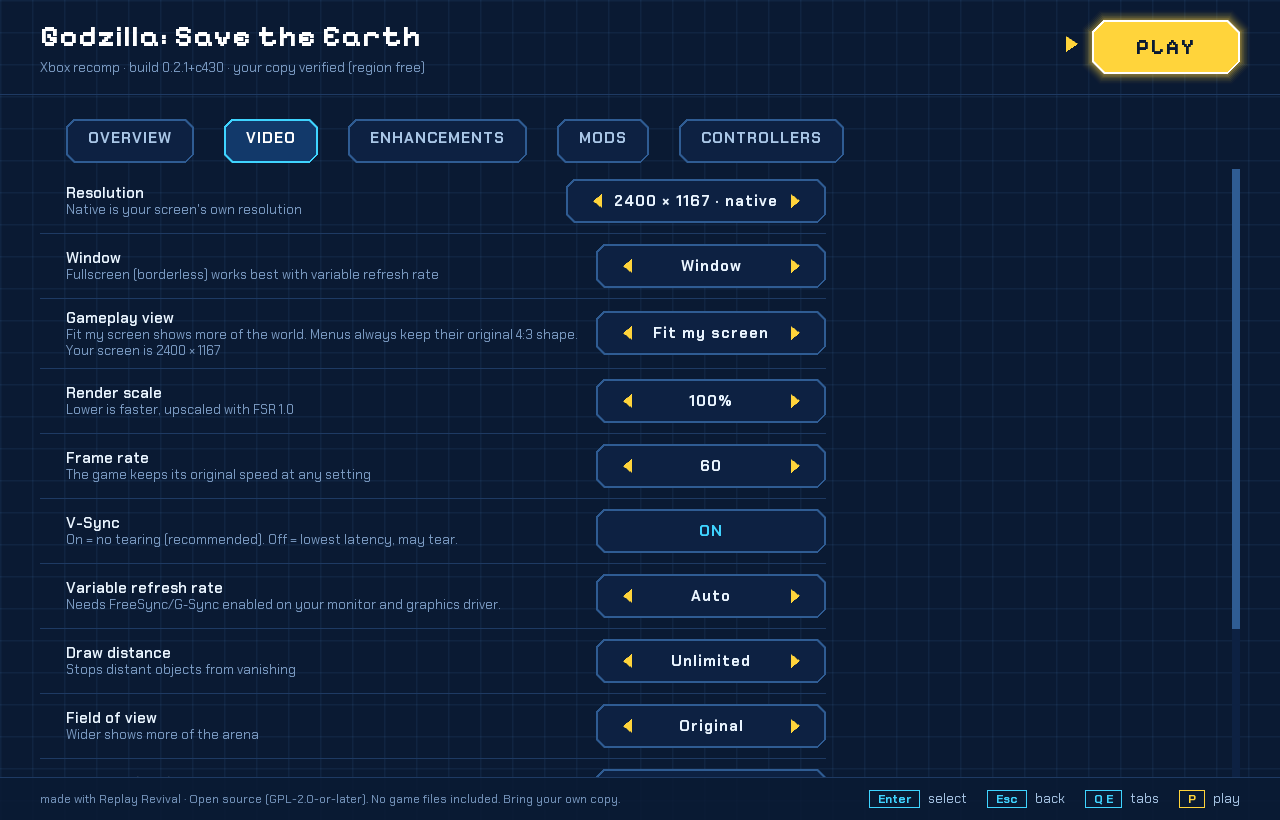 Godzilla: Save the Earth
Xbox recomp · build 0.2.1+c430 · your copy verified (region free)
PLAY
OVERVIEW
VIDEO
ENHANCEMENTS
MODS
CONTROLLERS
Resolution
Native is your screen's own resolution
2400 × 1167 · native
Window
Fullscreen (borderless) works best with variable refresh rate
Window
Gameplay view
Fit my screen shows more of the world. Menus always keep their original 4:3 shape.
Your screen is 2400 × 1167
Fit my screen
Render scale
Lower is faster, upscaled with FSR 1.0
100%
Frame rate
The game keeps its original speed at any setting
60
V-Sync
On = no tearing (recommended). Off = lowest latency, may tear.
ON
Variable refresh rate
Needs FreeSync/G-Sync enabled on your monitor and graphics driver.
Auto
Draw distance
Stops distant objects from vanishing
Unlimited
Field of view
Wider shows more of the arena
Original
made with Replay Revival · Open source (GPL-2.0-or-later). No game files included. Bring your own copy.
Enter select
Esc back
Q E tabs
P play